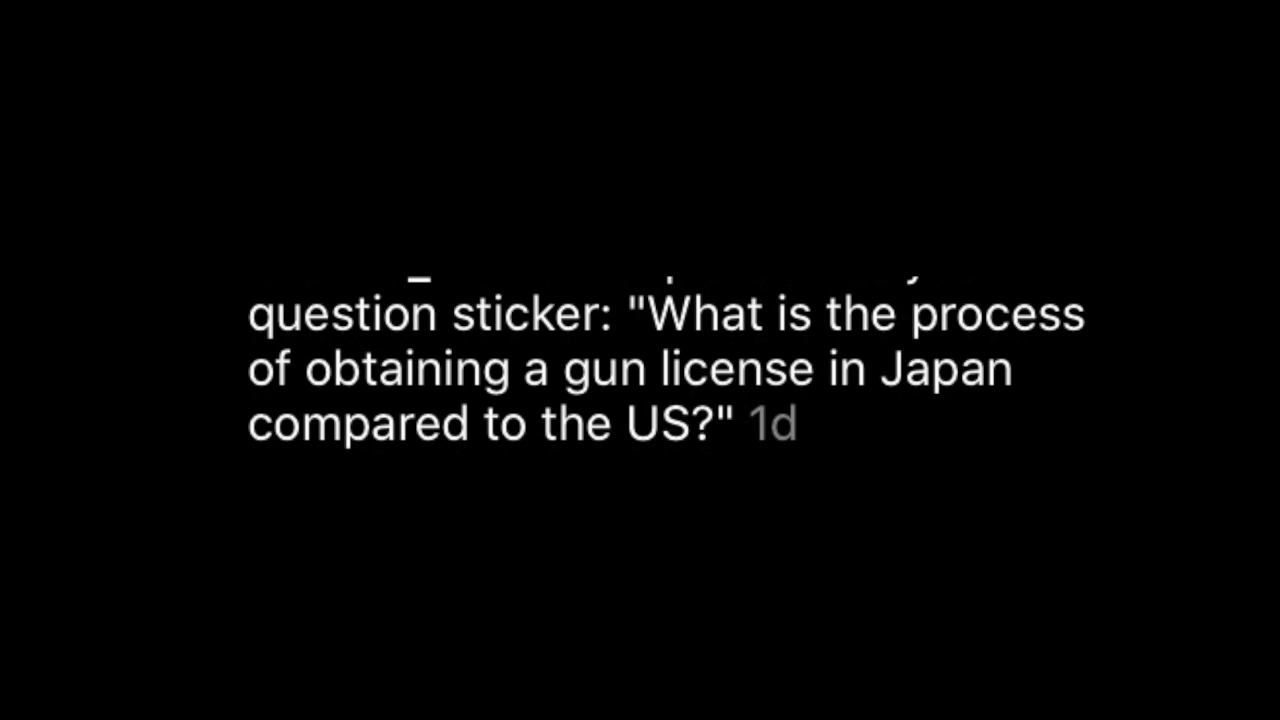 question sticker: "What is the process
of obtaining a gun license in Japan
compared to the US?" 1d